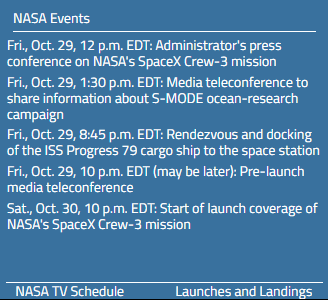 NASA Events
Fri., Oct. 29, 12 p.m. EDT: Administrator's press
conference on NASA's SpaceX Crew-3 mission
Fri., Oct. 29, 1:30 p.m. EDT: Media teleconference to
share information about S-MODE ocean-research
campaign
Fri., Oct. 29, 8:45 p.m. EDT: Rendezvous and docking
of the ISS Progress 79 cargo ship to the space station
Fri., Oct. 29, 10 p.m. EDT (may be later): Pre-launch
media teleconference
Sat., Oct. 30, 10 p.m. EDT: Start of launch coverage of
NASA's SpaceX Crew-3 mission
NASA TV Schedule
Launches and Landings